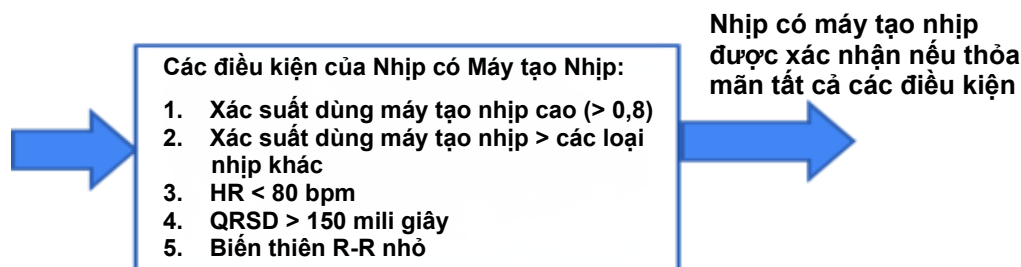 Các điều kiện của Nhịp có Máy tạo Nhịp:
1. Xác suất dùng máy tạo nhịp cao (> 0,8)
2. Xác suất dùng máy tạo nhịp > các loại
nhịp khác
3. HR < 80 bpm
4. QRSD > 150 mili giây
5. Biến thiên R-R nhỏ
Nhịp có máy tạo nhịp
được xác nhận nếu thỏa
mãn tất cả các điều kiện